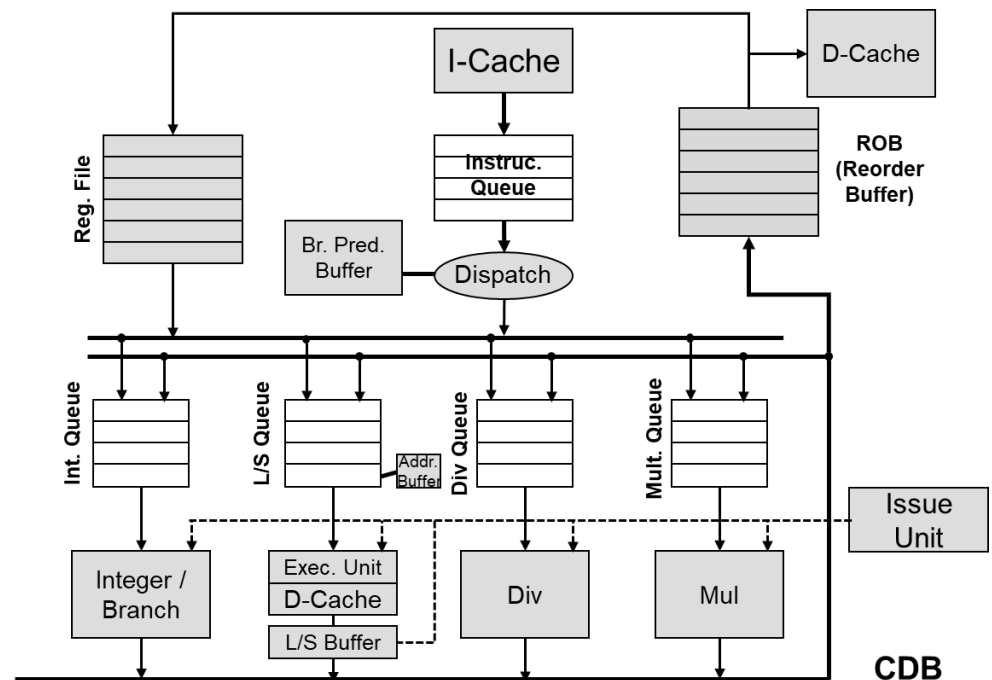 I-Cache
D-Cache
Reg. File
Instruc.
Queue
ROB
(Reorder
Buffer)
Br. Pred.
Buffer
Dispatch
Int. Queue
L/S Queue
Addr.
Buffer
Div Queue
Mult. Queue
Issue
Unit
Integer /
Branch
Exec. Unit
D-Cache
L/S Buffer
Div
Mul
CDB